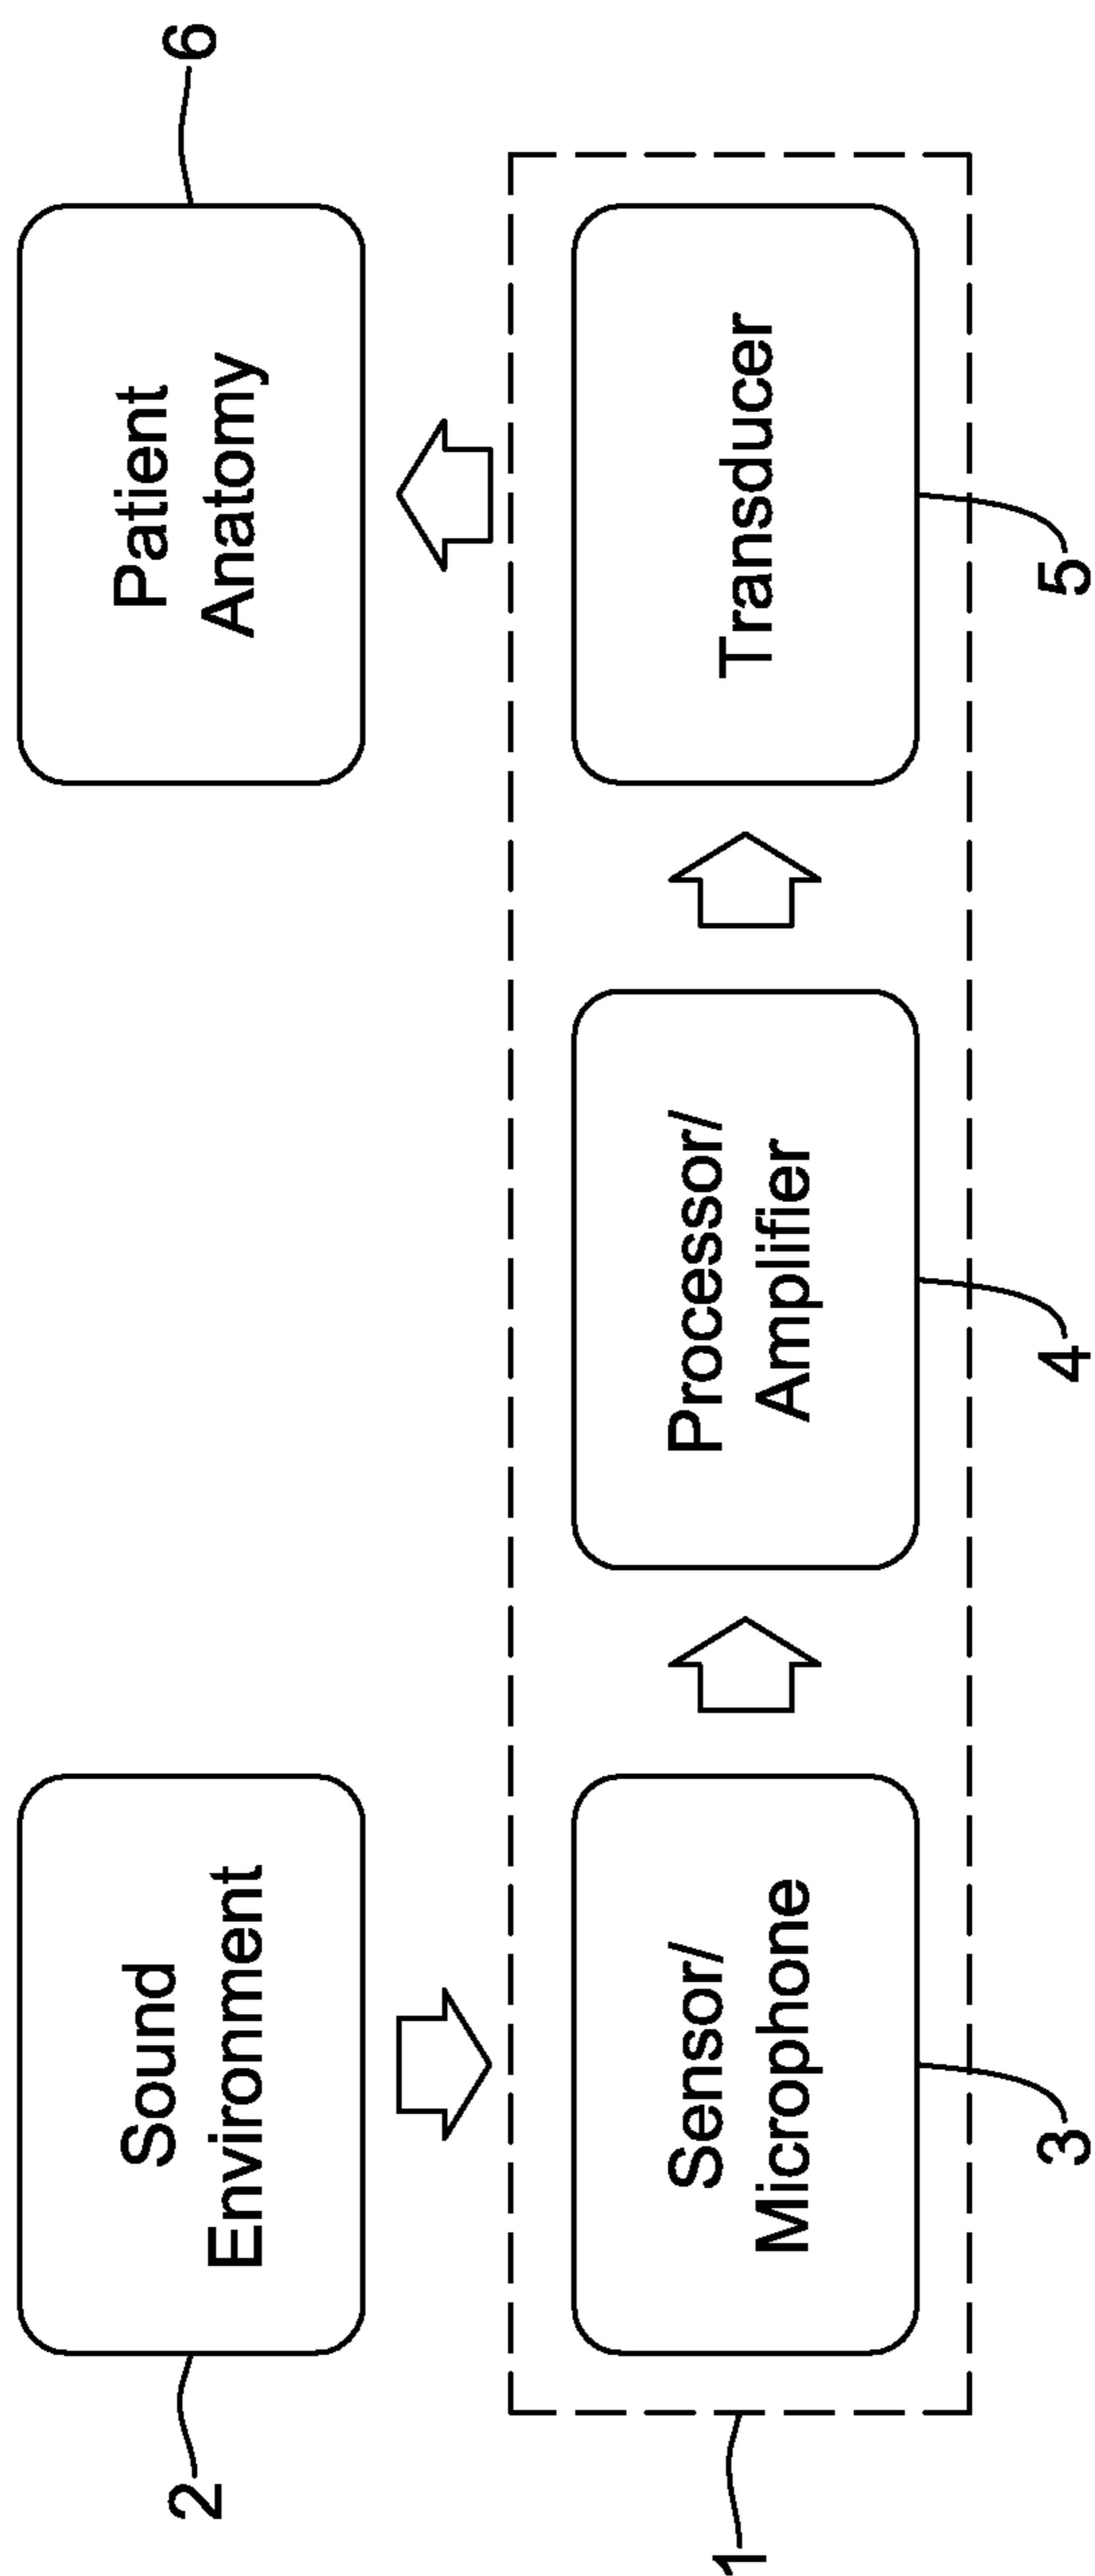 2
Sound
Environment
Patient
Anatomy
6
1
Sensor/
Microphone
Processor/
Amplifier
Transducer
3
4
5